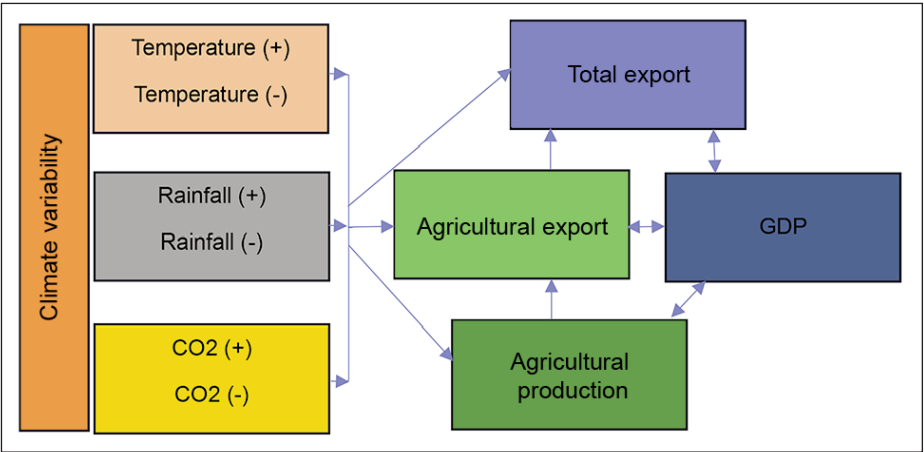 Climate variability
Temperature (+)
Temperature (-)
Rainfall (+)
Rainfall (-)
CO2 (+)
CO2 (-)
Total export
Agricultural export
GDP
Agricultural
production